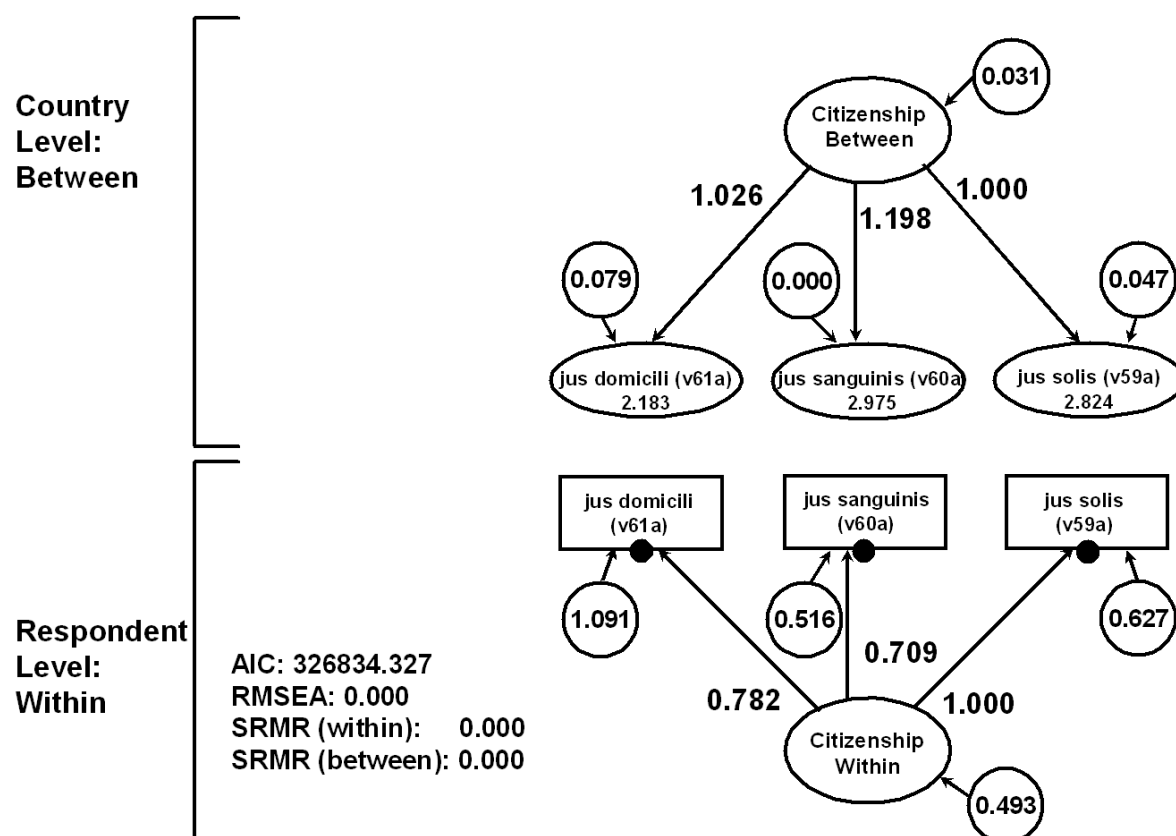 Country
Level:
Between
0.031
Citizenship
Between
1.026
1.198
1.000
0.079
0.000
0.047
jus domicili (v61a)
2.183
jus sanguinis (v60a
2.975
jus solis (v59a)
2.824
Respondent
Level:
Within
jus domicili
(v61a)
jus sanguinis
(v60a)
jus solis
(v59a)
1.091
0.516
0.627
0.782
0.709
1.000
Citizenship
Within
0.493
AIC: 326834.327
RMSEA: 0.000
SRMR (within): 0.000
SRMR (between): 0.000